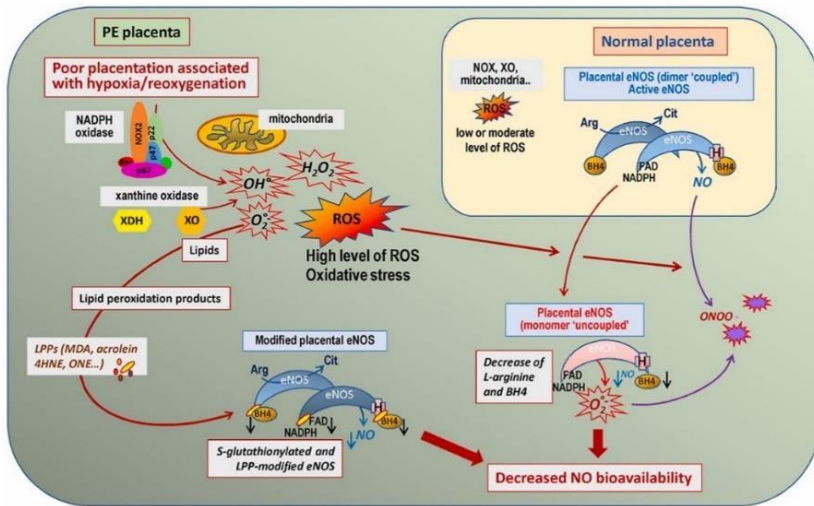 PE placenta
Poor placentation associated
with hypoxia/reoxygenation
NADPH
oxidase
NOX2
p22
p47
p67
mitochondria
xanthine oxidase
XDH
XO
OH°
H2O2
O2°-
ROS
High level of ROS
Oxidative stress
Lipids
Lipid peroxidation products
LPPs (MDA, acrolein
4HNE, ONE...)
Modified placental eNOS
Arg
Cit
eNOS
eNOS
H
BH4
FAD
NADPH
NO
BH4
S-glutathionylated and
LPP-modified eNOS
Normal placenta
NOX, XO,
mitochondria..
ROS
low or moderate
level of ROS
Placental eNOS (dimer ‘coupled’)
Active eNOS
Arg
Cit
eNOS
eNOS
H
BH4
FAD
NADPH
NO
BH4
Placental eNOS
(monomer ‘uncoupled’
Decrease of
L-arginine
and BH4
eNOS
H
FAD
NADPH
NO
BH4
O2°-
ONOO -
Decreased NO bioavailability